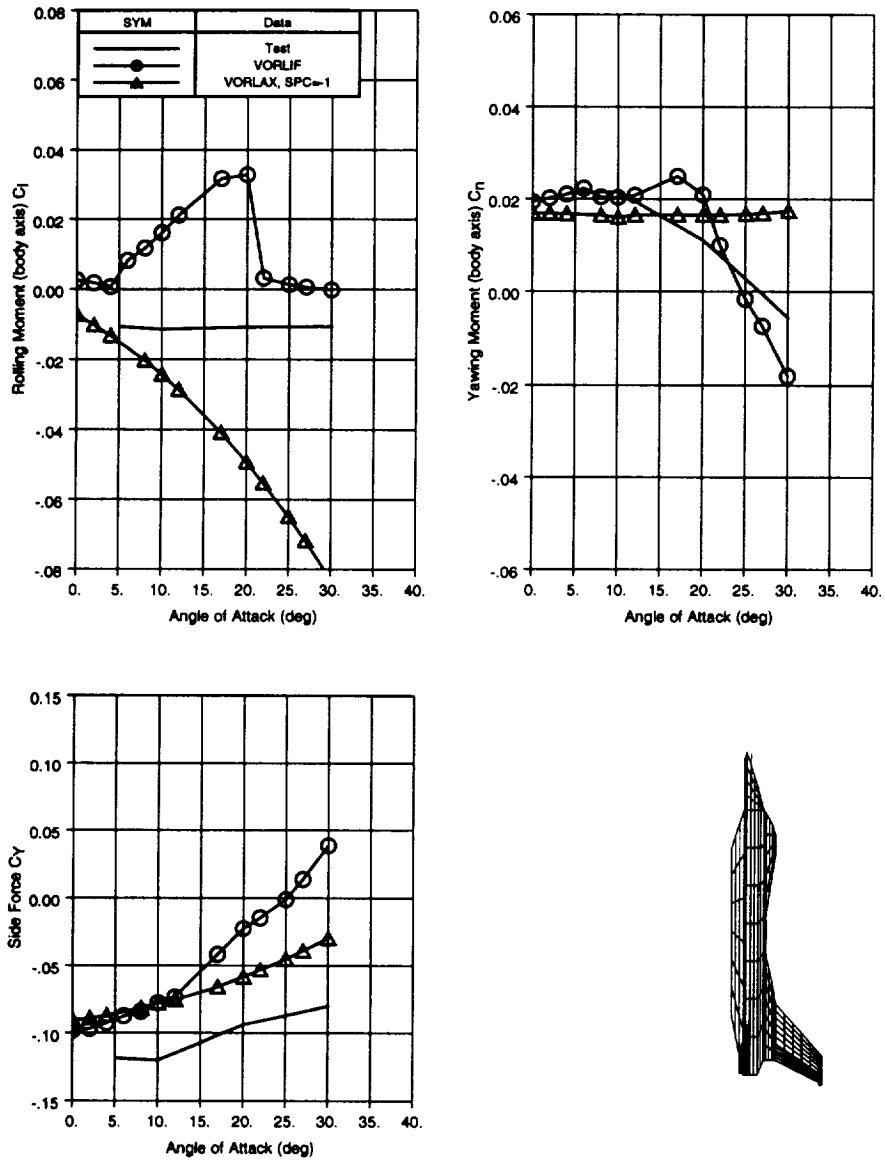 SYM Data
Test
VORLIF
VORLAX, SPC=-1
0.08
0.06
0.04
0.02
0.00
-.02
-.04
-.06
-.08
Rolling Moment (body axis) Cl
0. 5. 10. 15. 20. 25. 30. 35. 40.
Angle of Attack (deg)
0.06
0.04
0.02
0.00
-.02
-.04
-.06
Yawing Moment (body axis) Cn
0. 5. 10. 15. 20. 25. 30. 35. 40.
Angle of Attack (deg)
0.15
0.10
0.05
0.00
-.05
-.10
-.15
Side Force CY
0. 5. 10. 15. 20. 25. 30. 35. 40.
Angle of Attack (deg)